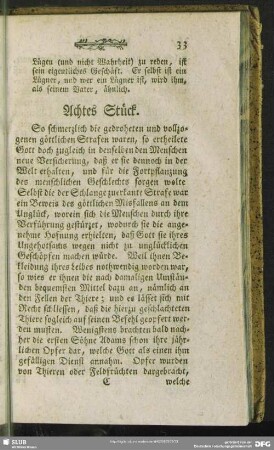 33
Lügen (und nicht Wahrheit) zu reden, ist
sein eigentliches Geschäft. Er selbst ist ein
Lügner, und wer ein Lügner ist, wird ihm,
als seinem Vater, ähnlich.
Achtes Stück.
So schmerzlich die gedroheten und vollzo-
genen göttlichen Strafen waren, so ertheilete
Gott doch zugleich in denselben den Menschen
neue Versicherung, daß er sie dennoch in der
Welt erhalten, und für die Fortpflanzung
des menschlichen Geschlechts sorgen wolte
Selbst die der Schlange zuerkante Strafe war
ein Beweis des göttlichen Misfallens an dem
Unglück, worein sich die Menschen durch ihre
Verführung gestürzet, wodurch sie die ange-
nehme Hofnung erhielten, daß Gott sie ihres
Ungehorsams wegen nicht zu unglücklichen
Geschöpfen machen würde. Weil ihnen Be-
kleidung ihrer Leiber nothwendig worden war,
so wies er ihnen die nach damaligen Umstän-
den bequemsten Mittel dazu an, nämlich an
den Fellen der Thiere; und es lässet sich mit
Recht schliessen, daß die hierzu geschlachteten
Thiere sogleich auf seinen Befehl geopfert wer-
den musten. Wenigstens brachten bald nach-
her die ersten Söhne Adams schon ihre jähr-
lichen Opfer dar, welche Gott als einen ihm
gefälligen Dienst annahm. Opfer wurden
von Thieren oder Feldfrüchten dargebracht,
C welche
SLUB
DFG